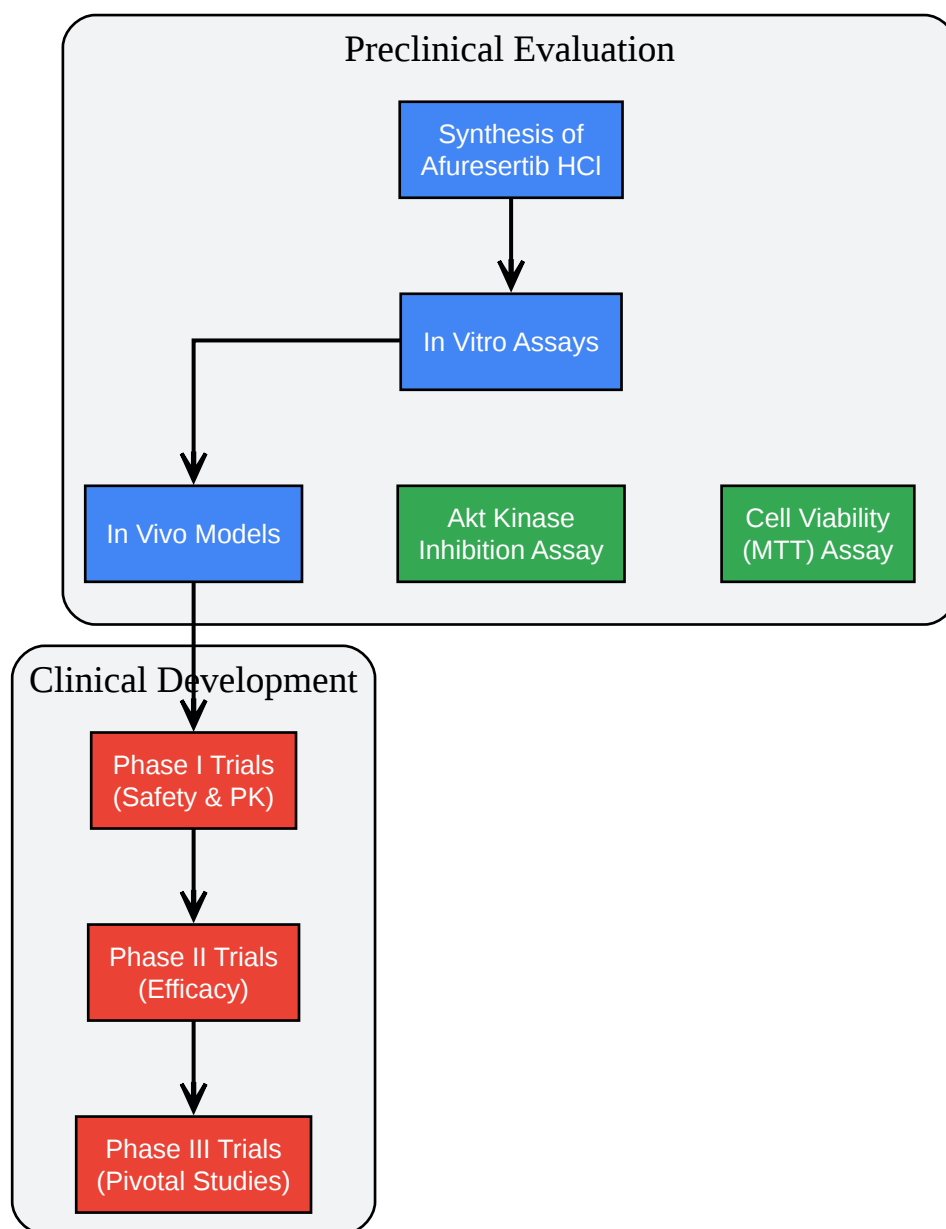 Preclinical Evaluation
Synthesis of
Afuresertib HCl
In Vitro Assays
In Vivo Models
Akt Kinase
Inhibition Assay
Cell Viability
(MTT) Assay
Clinical Development
Phase I Trials
(Safety & PK)
Phase II Trials
(Efficacy)
Phase III Trials
(Pivotal Studies)